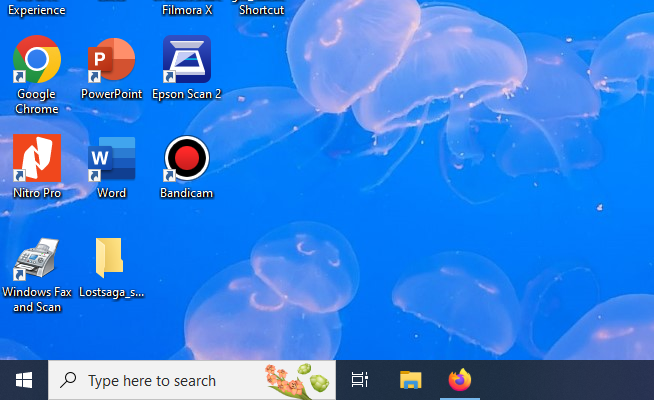 Experience
Filmora X
Shortcut
Google
Chrome
PowerPoint
Epson Scan 2
Nitro Pro
Word
Bandicam
Windows Fax
and Scan
Lostsaga_s...
Type here to search